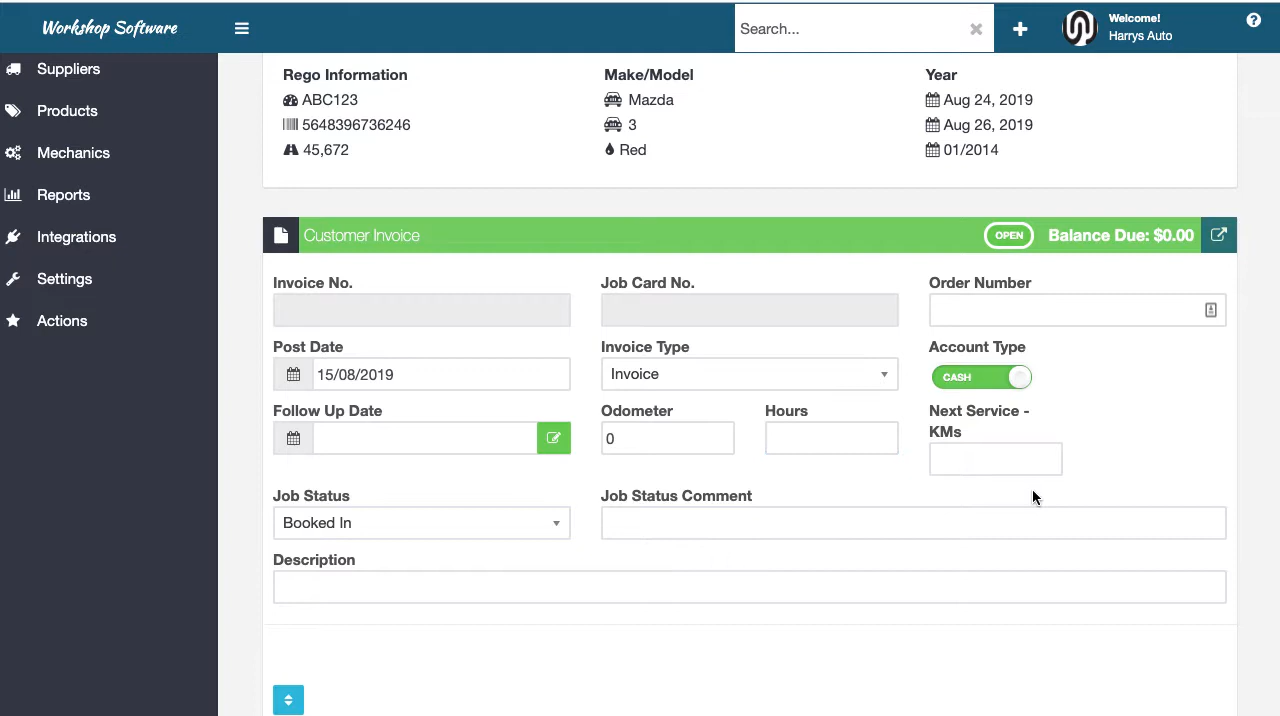 Workshop Software
Search...
Welcome!
Harrys Auto
Suppliers
Products
Mechanics
Reports
Integrations
Settings
Actions
Rego Information
Make/Model
Year
ABC123
Mazda
Aug 24, 2019
5648396736246
3
Aug 26, 2019
45,672
Red
01/2014
Customer Invoice
OPEN
Balance Due: $0.00
Invoice No.
Job Card No.
Order Number
Post Date
Invoice Type
Account Type
15/08/2019
Invoice
CASH
Follow Up Date
Odometer
Hours
Next Service -
KMs
0
Job Status
Job Status Comment
Booked In
Description